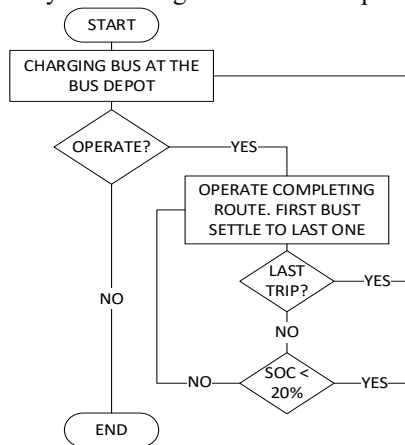 START
CHARGING BUS AT THE
BUS DEPOT
OPERATE?
YES
OPERATE COMPLETING
ROUTE. FIRST BUST
SETTLE TO LAST ONE
LAST
TRIP?
YES
NO
NO
SOC <
20%
NO
YES
END